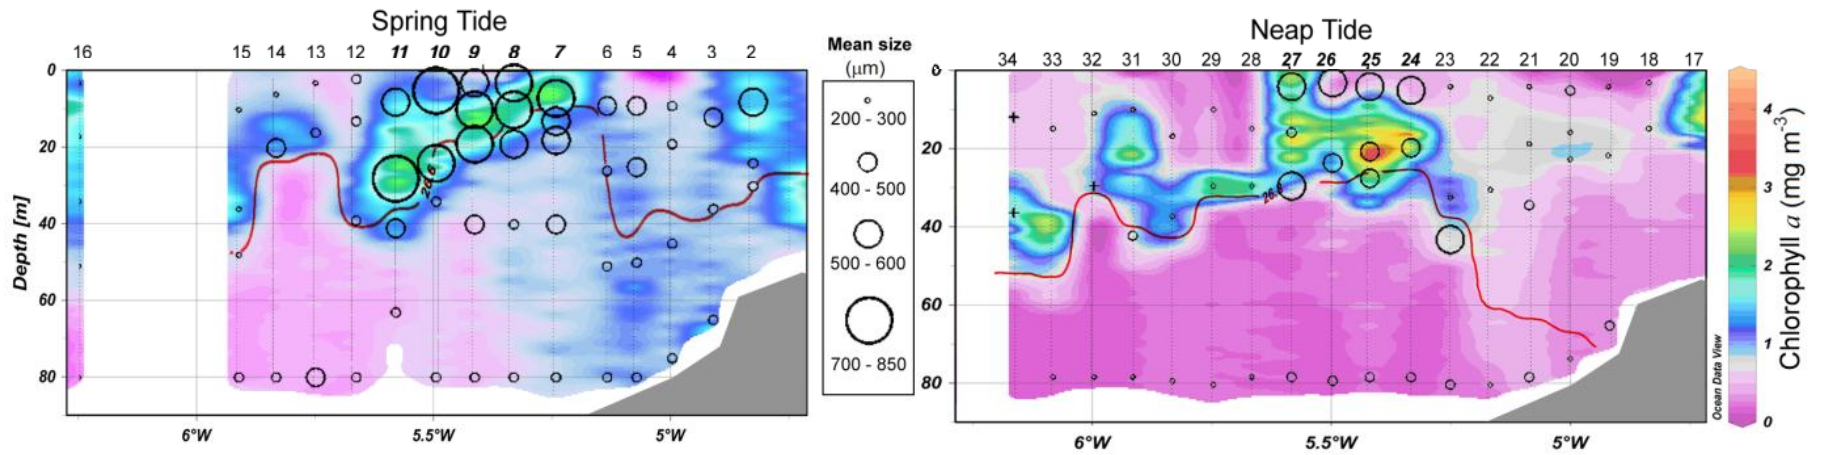 Spring Tide
16 15 14 13 12 11 10 9 8 7 6 5 4 3 2
0
20
40
60
80
Depth [m]
6°W 5.5°W 5°W
Mean size
(μm)
200 - 300
400 - 500
500 - 600
700 - 850
Neap Tide
34 33 32 31 30 29 28 27 26 25 24 23 22 21 20 19 18 17
0
20
40
60
80
6°W 5.5°W 5°W
Ocean Data View
4
3
2
1
0
Chlorophyll a (mg m-3)